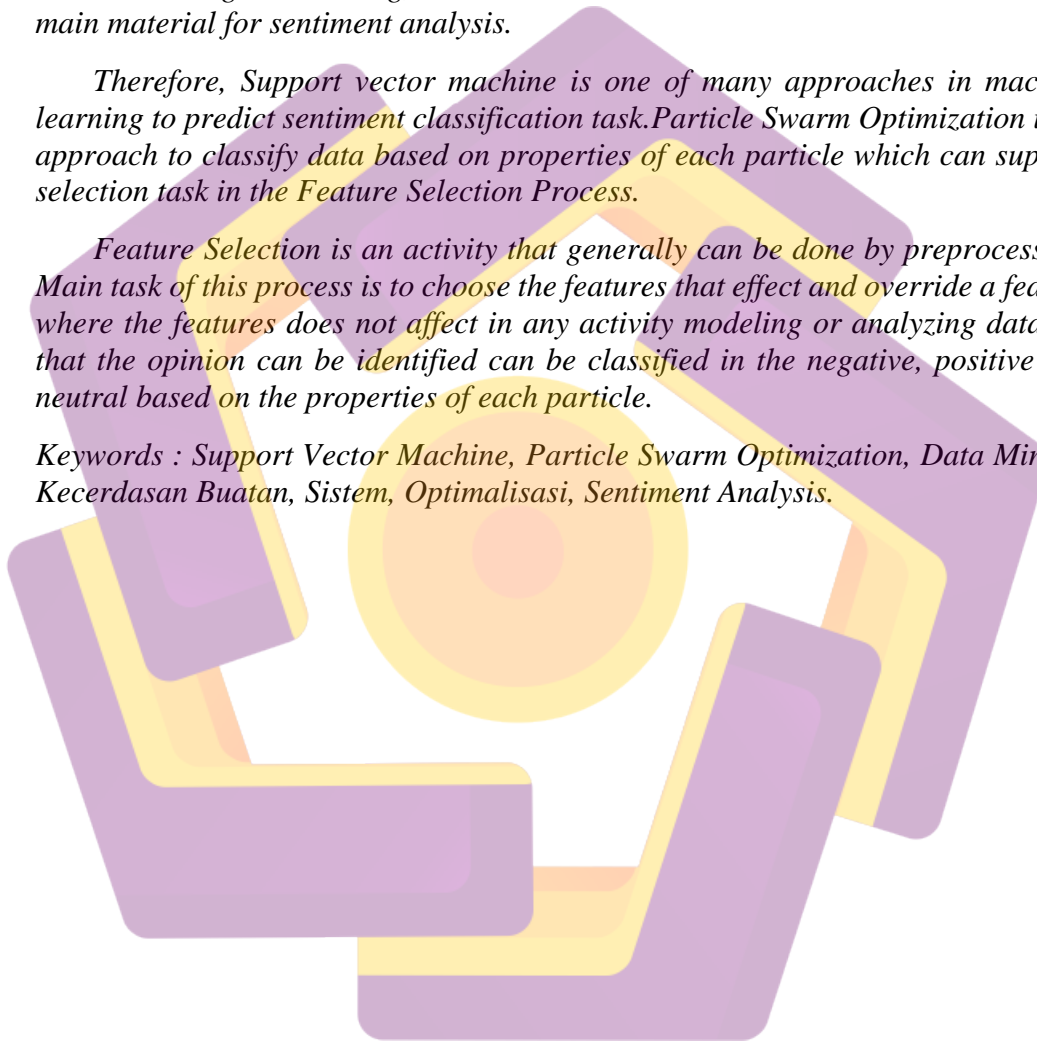 main material for sentiment analysis.
Therefore, Support vector machine is one of many approaches in mac
learning to predict sentiment classification task.Particle Swarm Optimization
approach to classify data based on properties of each particle which can sup
selection task in the Feature Selection Process.
Feature Selection is an activity that generally can be done by preprocess
Main task of this process is to choose the features that effect and override a fea
where the features does not affect in any activity modeling or analyzing data
that the opinion can be identified can be classified in the negative, positive
neutral based on the properties of each particle.
Keywords : Support Vector Machine, Particle Swarm Optimization, Data Min
Kecerdasan Buatan, Sistem, Optimalisasi, Sentiment Analysis.